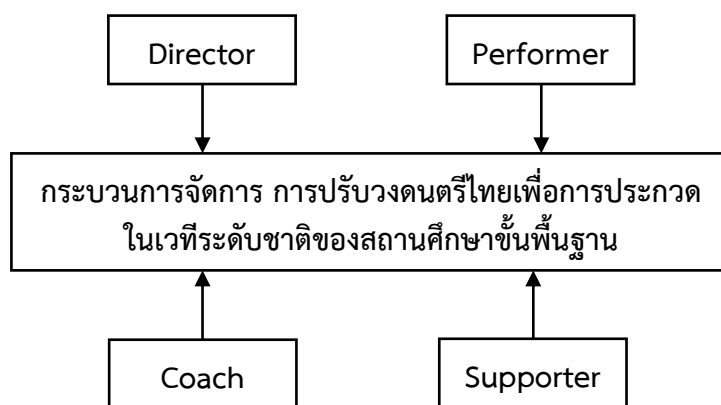 Director
Performer
กระบวนการจัดการ การปรับวงดนตรีไทยเพื่อการประกวด
ในเวทีระดับชาติของสถานศึกษาขั้นพื้นฐาน
Coach
Supporter